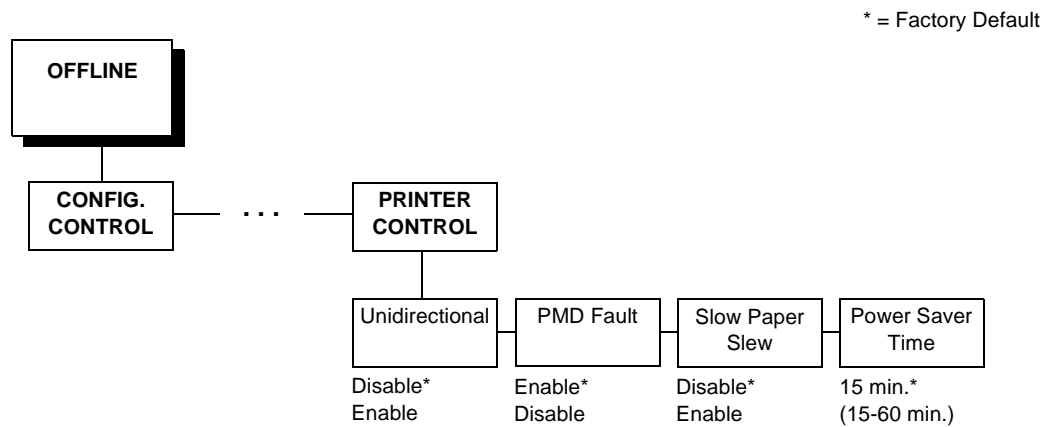 * = Factory Default
OFFLINE
CONFIG.
CONTROL
. . .
PRINTER
CONTROL
Unidirectional
PMD Fault
Slow Paper
Slew
Power Saver
Time
Disable*
Enable
Enable*
Disable
Disable*
Enable
15 min.*
(15-60 min.)